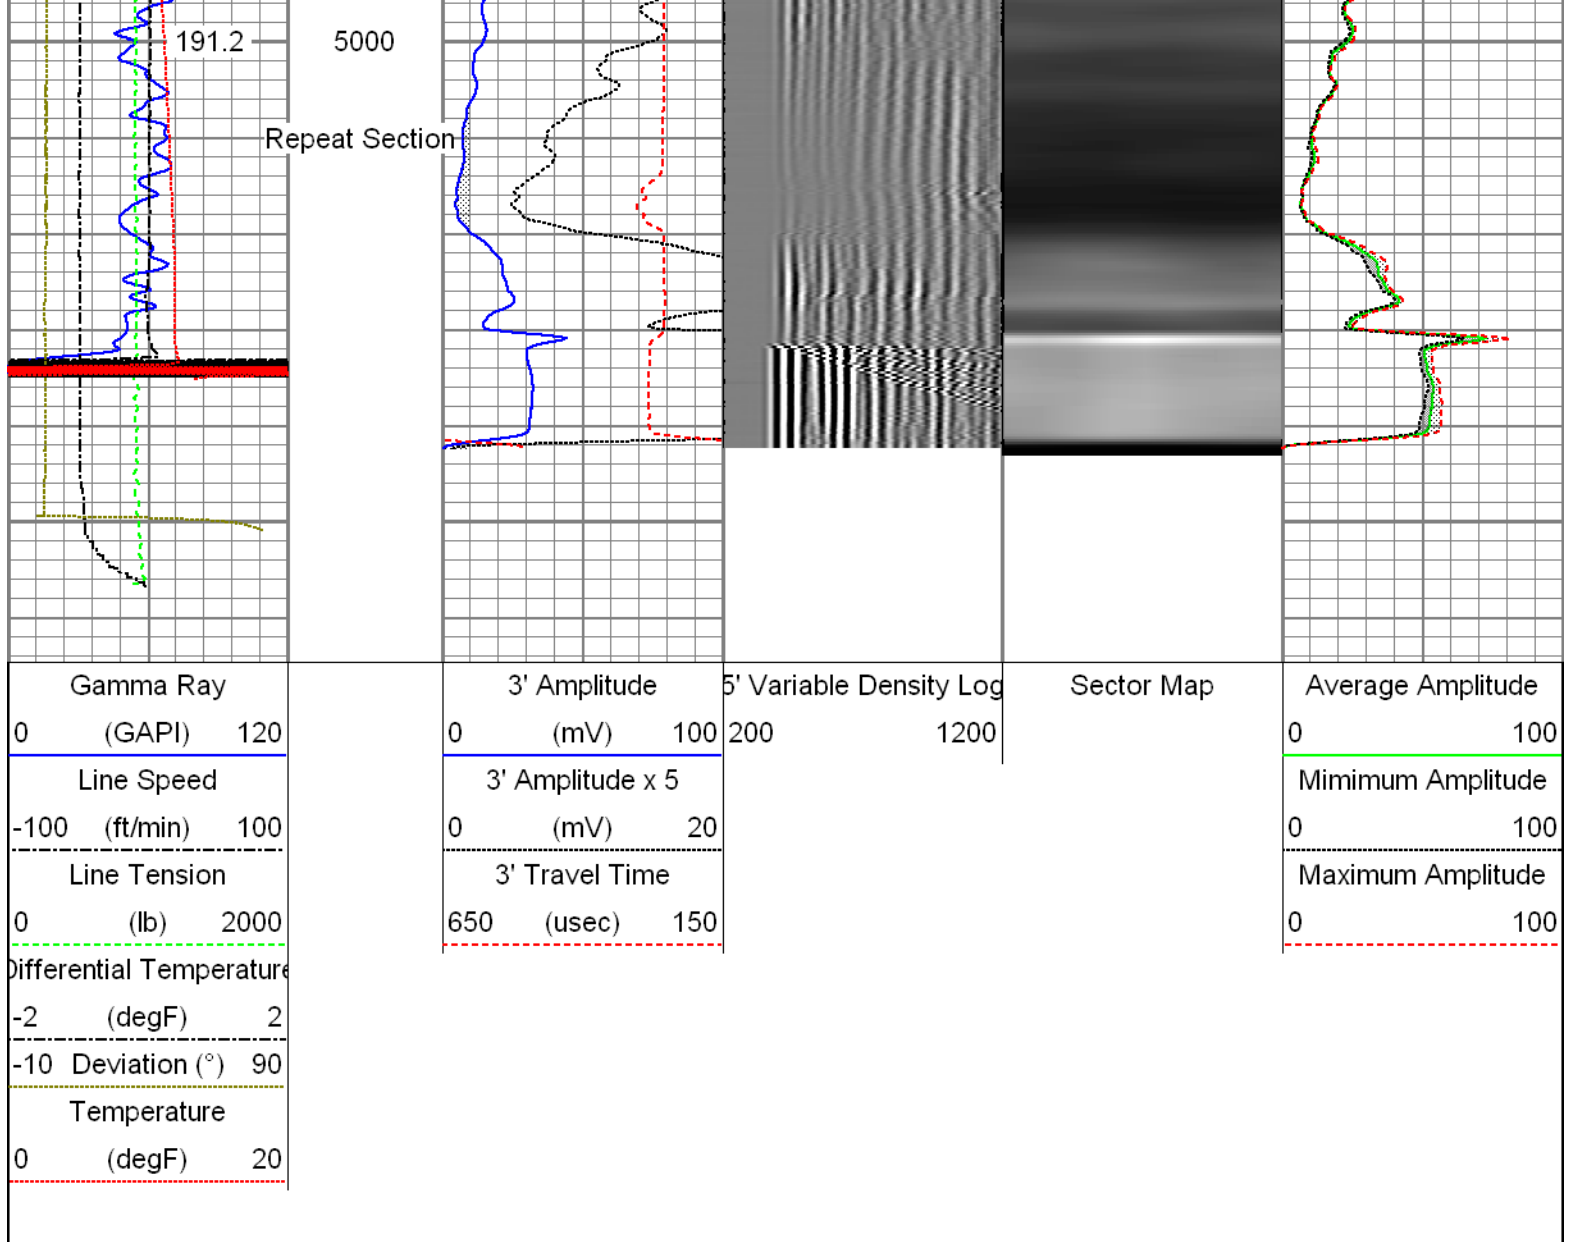 191.2
5000
Repeat Section
Gamma Ray
0 (GAPI) 120
Line Speed
-100 (ft/min) 100
Line Tension
0 (lb) 2000
Differential Temperature
-2 (degF) 2
-10 Deviation (°) 90
Temperature
0 (degF) 20
3' Amplitude
0 (mV) 100
3' Amplitude x 5
0 (mV) 20
3' Travel Time
650 (usec) 150
5' Variable Density Log
200 1200
Sector Map
Average Amplitude
0 100
Mimimum Amplitude
0 100
Maximum Amplitude
0 100